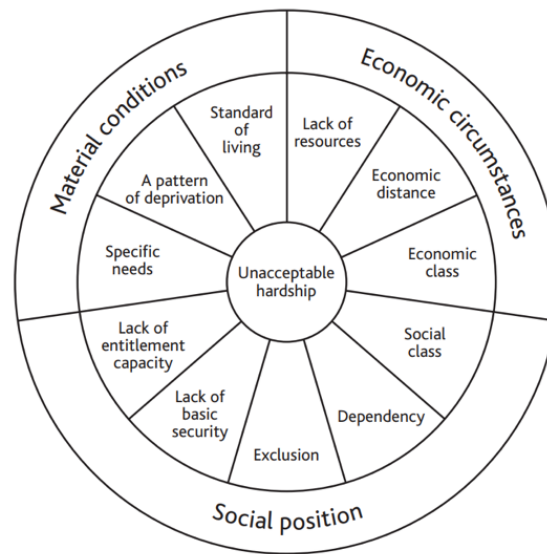 Material conditions
Economic circumstances
Social position
Standard
of
living
Lack of
resources
A pattern
of deprivation
Economic
distance
Specific
needs
Economic
class
Unacceptable
hardship
Lack of
entitlement
capacity
Social
class
Lack of
basic
security
Dependency
Exclusion